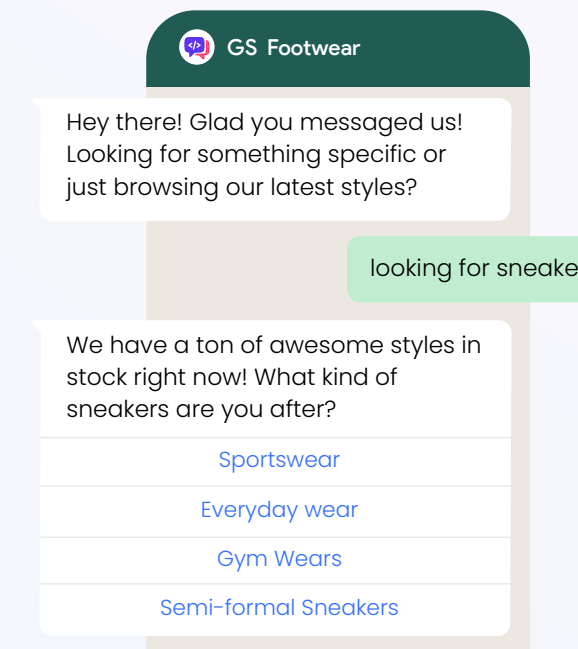 GS Footwear
Hey there! Glad you messaged us!
Looking for something specific or
just browsing our latest styles?
looking for sneake
We have a ton of awesome styles in
stock right now! What kind of
sneakers are you after?
Sportswear
Everyday wear
Gym Wears
Semi-formal Sneakers